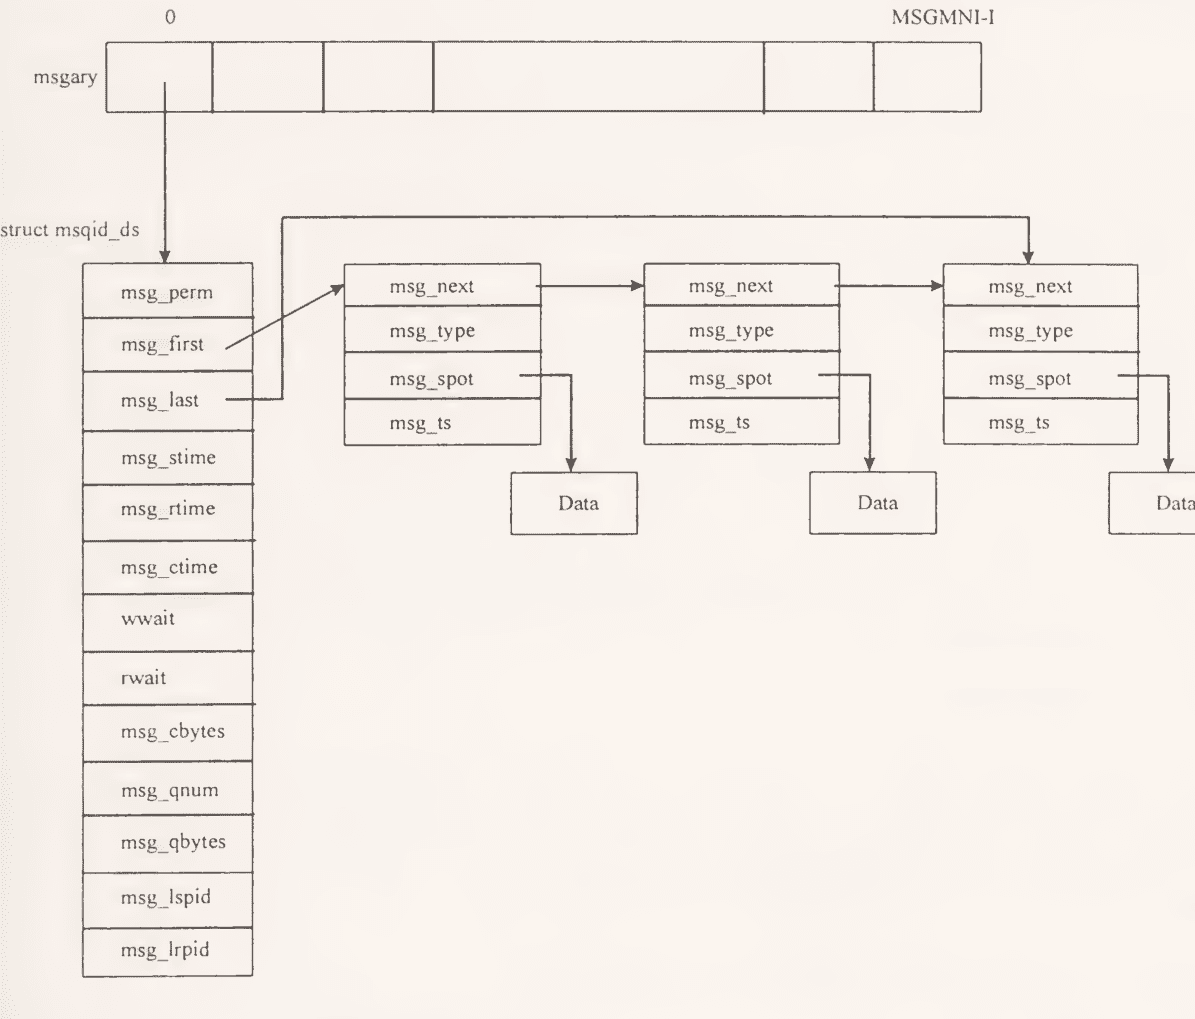 0 MSGMNI-I
msgary
struct msqid_ds
msg_perm
msg_first
msg_last
msg_stime
msg_rtime
msg_ctime
wwait
rwait
msg_cbytes
msg_qnum
msg_qbytes
msg_lspid
msg_lrpid
msg_next
msg_type
msg_spot
msg_ts
Data
msg_next
msg_type
msg_spot
msg_ts
Data
msg_next
msg_type
msg_spot
msg_ts
Data